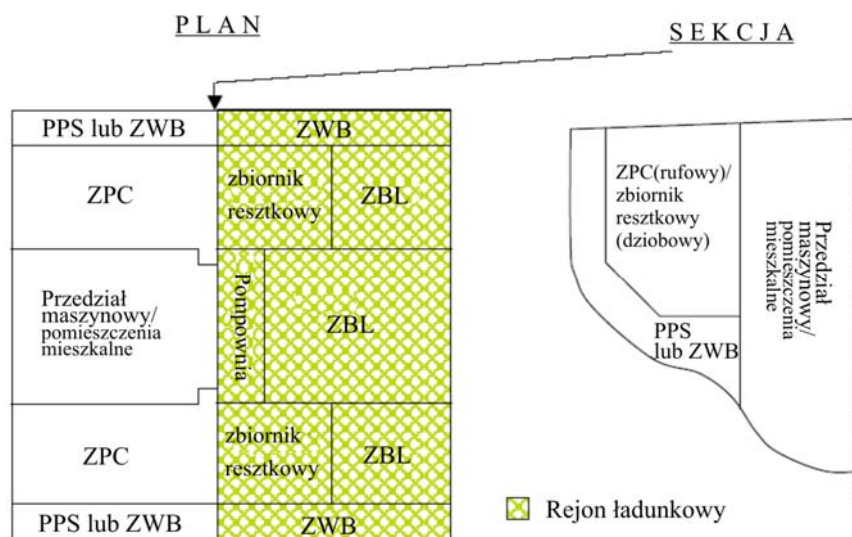 PLAN
SEKCJA
PPS lub ZWB
ZWB
ZPC
zbiornik
resztkowy
ZBL
Przedział
maszynowy/
pomieszczenia
mieszkalne
Pompownia
ZBL
ZPC
zbiornik
resztkowy
ZBL
PPS lub ZWB
ZWB
ZPC(rufowy)/
zbiornik
resztkowy
(dziobowy)
PPS
lub ZWB
Przedział
maszynowy/
pomieszczenia
mieszkalne
Rejon ładunkowy